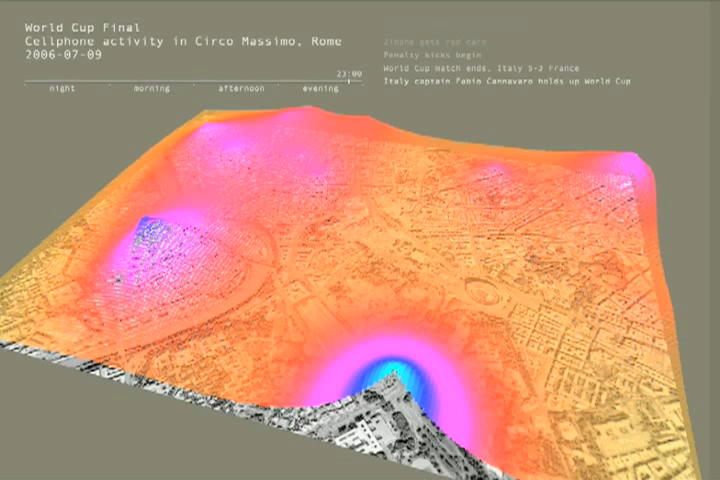 World Cup Final
Cellphone activity in Circo Massimo, Rome
2006-07-09
23:00
night morning afternoon evening
Zidane gets red card
Penalty kicks begin
World Cup match ends, Italy 5-3 France
Italy captain Fabio Cannavaro holds up World Cup